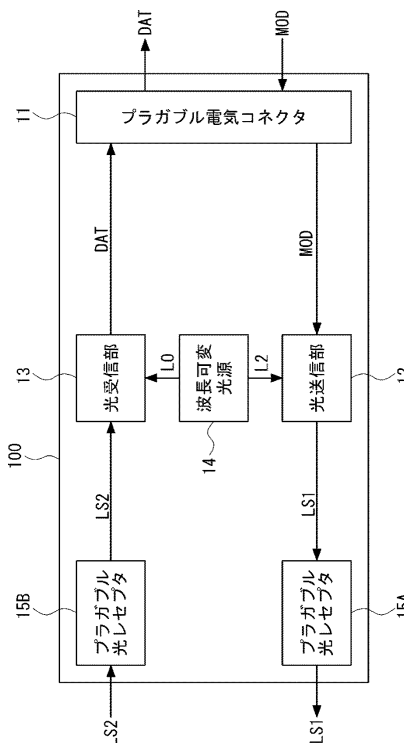 100
15B
プラガブル
光レセプタ
LS2
LS2
13
光受信部
DAT
11
プラガブル電気コネクタ
DAT
MOD
LO
波長可変
光源
14
L2
15A
プラガブル
光レセプタ
LS1
LS1
12
光送信部
MOD